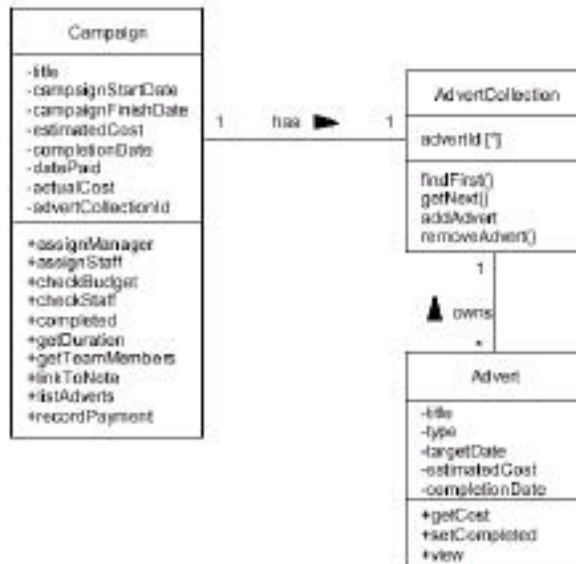 Campaign
-title
-campaignStartDate
-campaignFinishDate
-estimatedCost
-completionDate
-datePaid
-actualCost
-advertCollectionId
+assignManager
+assignStaff
+checkBudget
+checkStaff
+completed
+getDuration
+getTeamMembers
+linkToNote
+listAdverts
+recordPayment
1 has 1
AdvertCollection
advertId [*]
findFirst()
getNext()
addAdvert
removeAdvert()
1
owns
*
Advert
-title
-type
-targetDate
-estimatedCost
-completionDate
+getCost
+setCompleted
+view